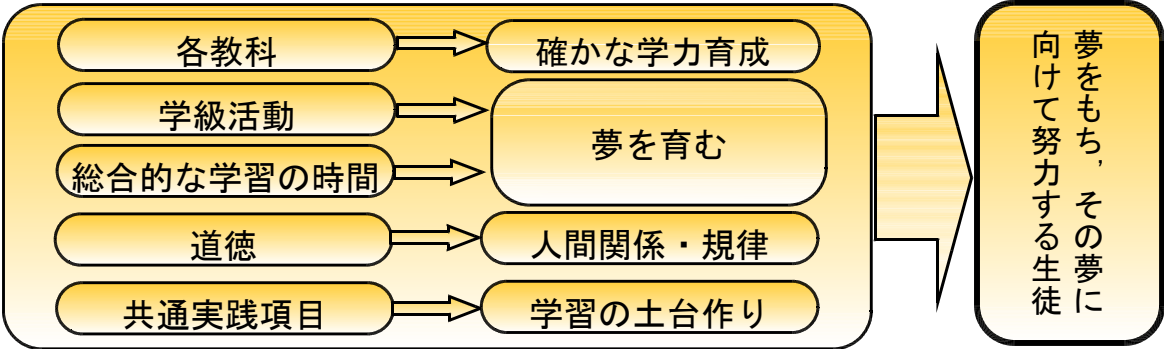 各教科
確かな学力育成
学級活動
夢を育む
総合的な学習の時間
道徳
人間関係・規律
共通実践項目
学習の土台作り
夢をもち，その夢に
向けて努力する生徒